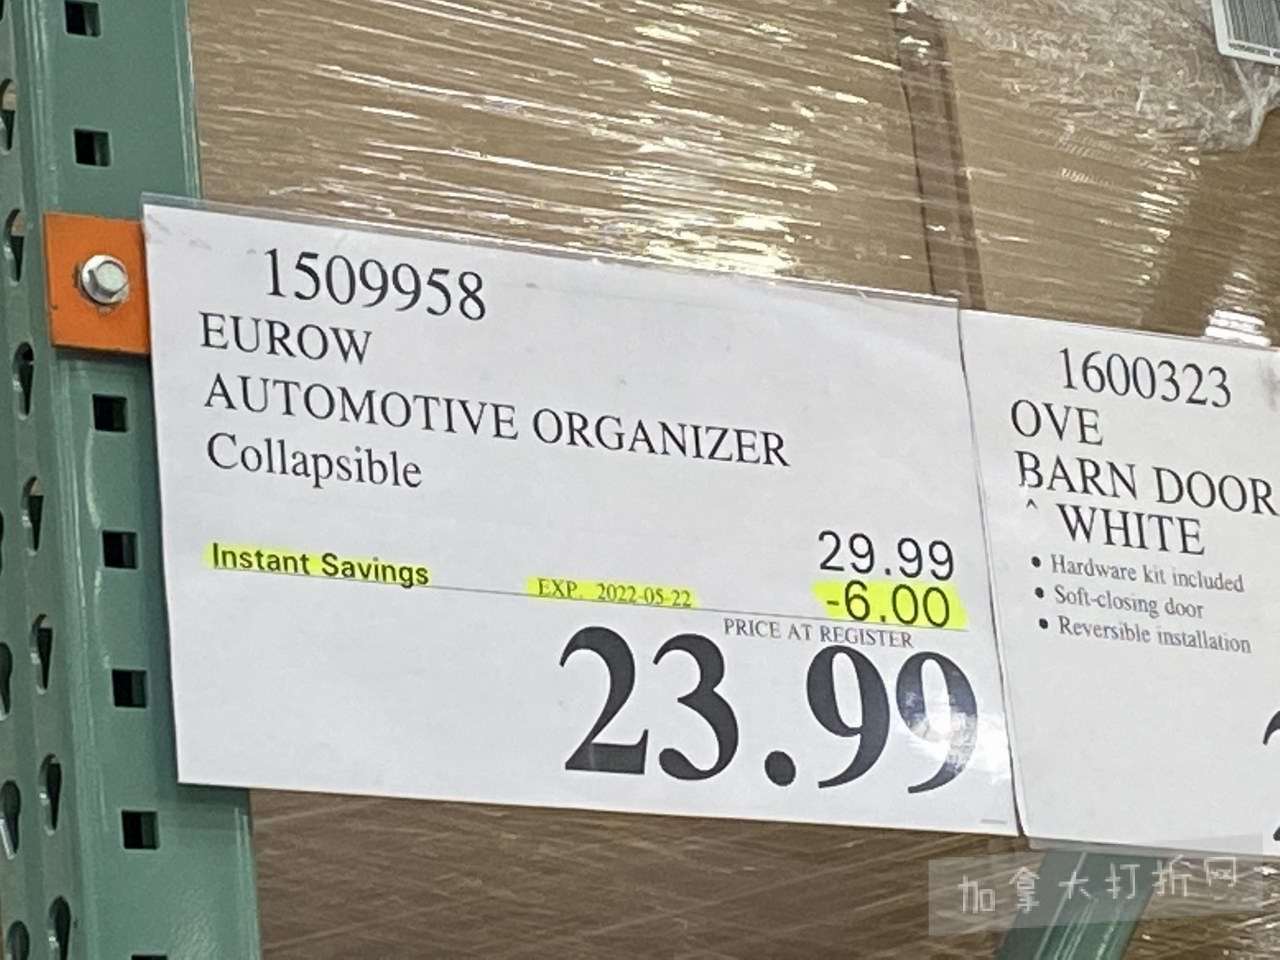 1509958
EUROW
AUTOMOTIVE ORGANIZER
Collapsible
29.99
Instant Savings EXP. 2022-05-22 -6.00
PRICE AT REGISTER
23.99
1600323
OVE
BARN DOOR
^ WHITE
• Hardware kit included
• Soft-closing door
• Reversible installation
加拿大打折网